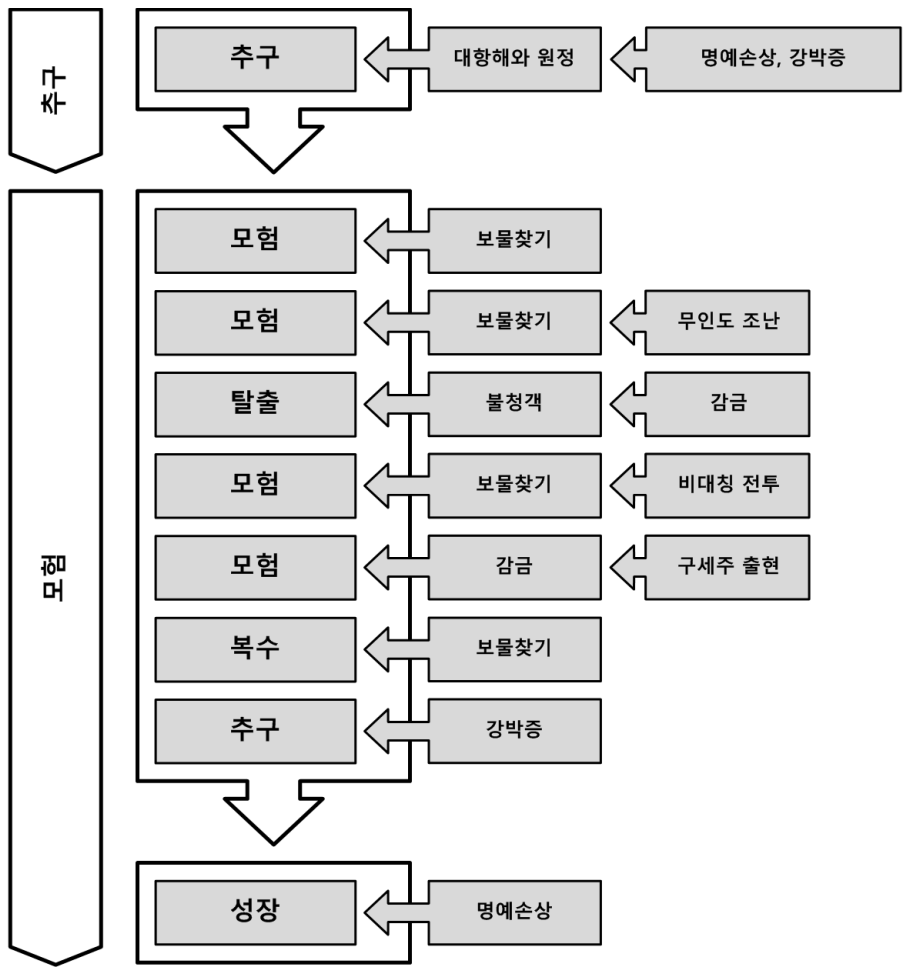 추구
추구
대항해와 원정
명예손상, 강박증
모험
모험
보물찾기
모험
보물찾기
무인도 조난
탈출
불청객
감금
모험
보물찾기
비대칭 전투
모험
감금
구세주 출현
복수
보물찾기
추구
강박증
성장
명예손상